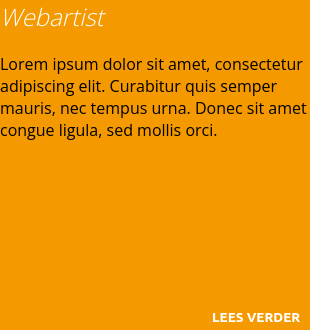 Webartist
Lorem ipsum dolor sit amet, consectetur
adipiscing elit. Curabitur quis semper
mauris, nec tempus urna. Donec sit amet
congue ligula, sed mollis orci.
LEES VERDER